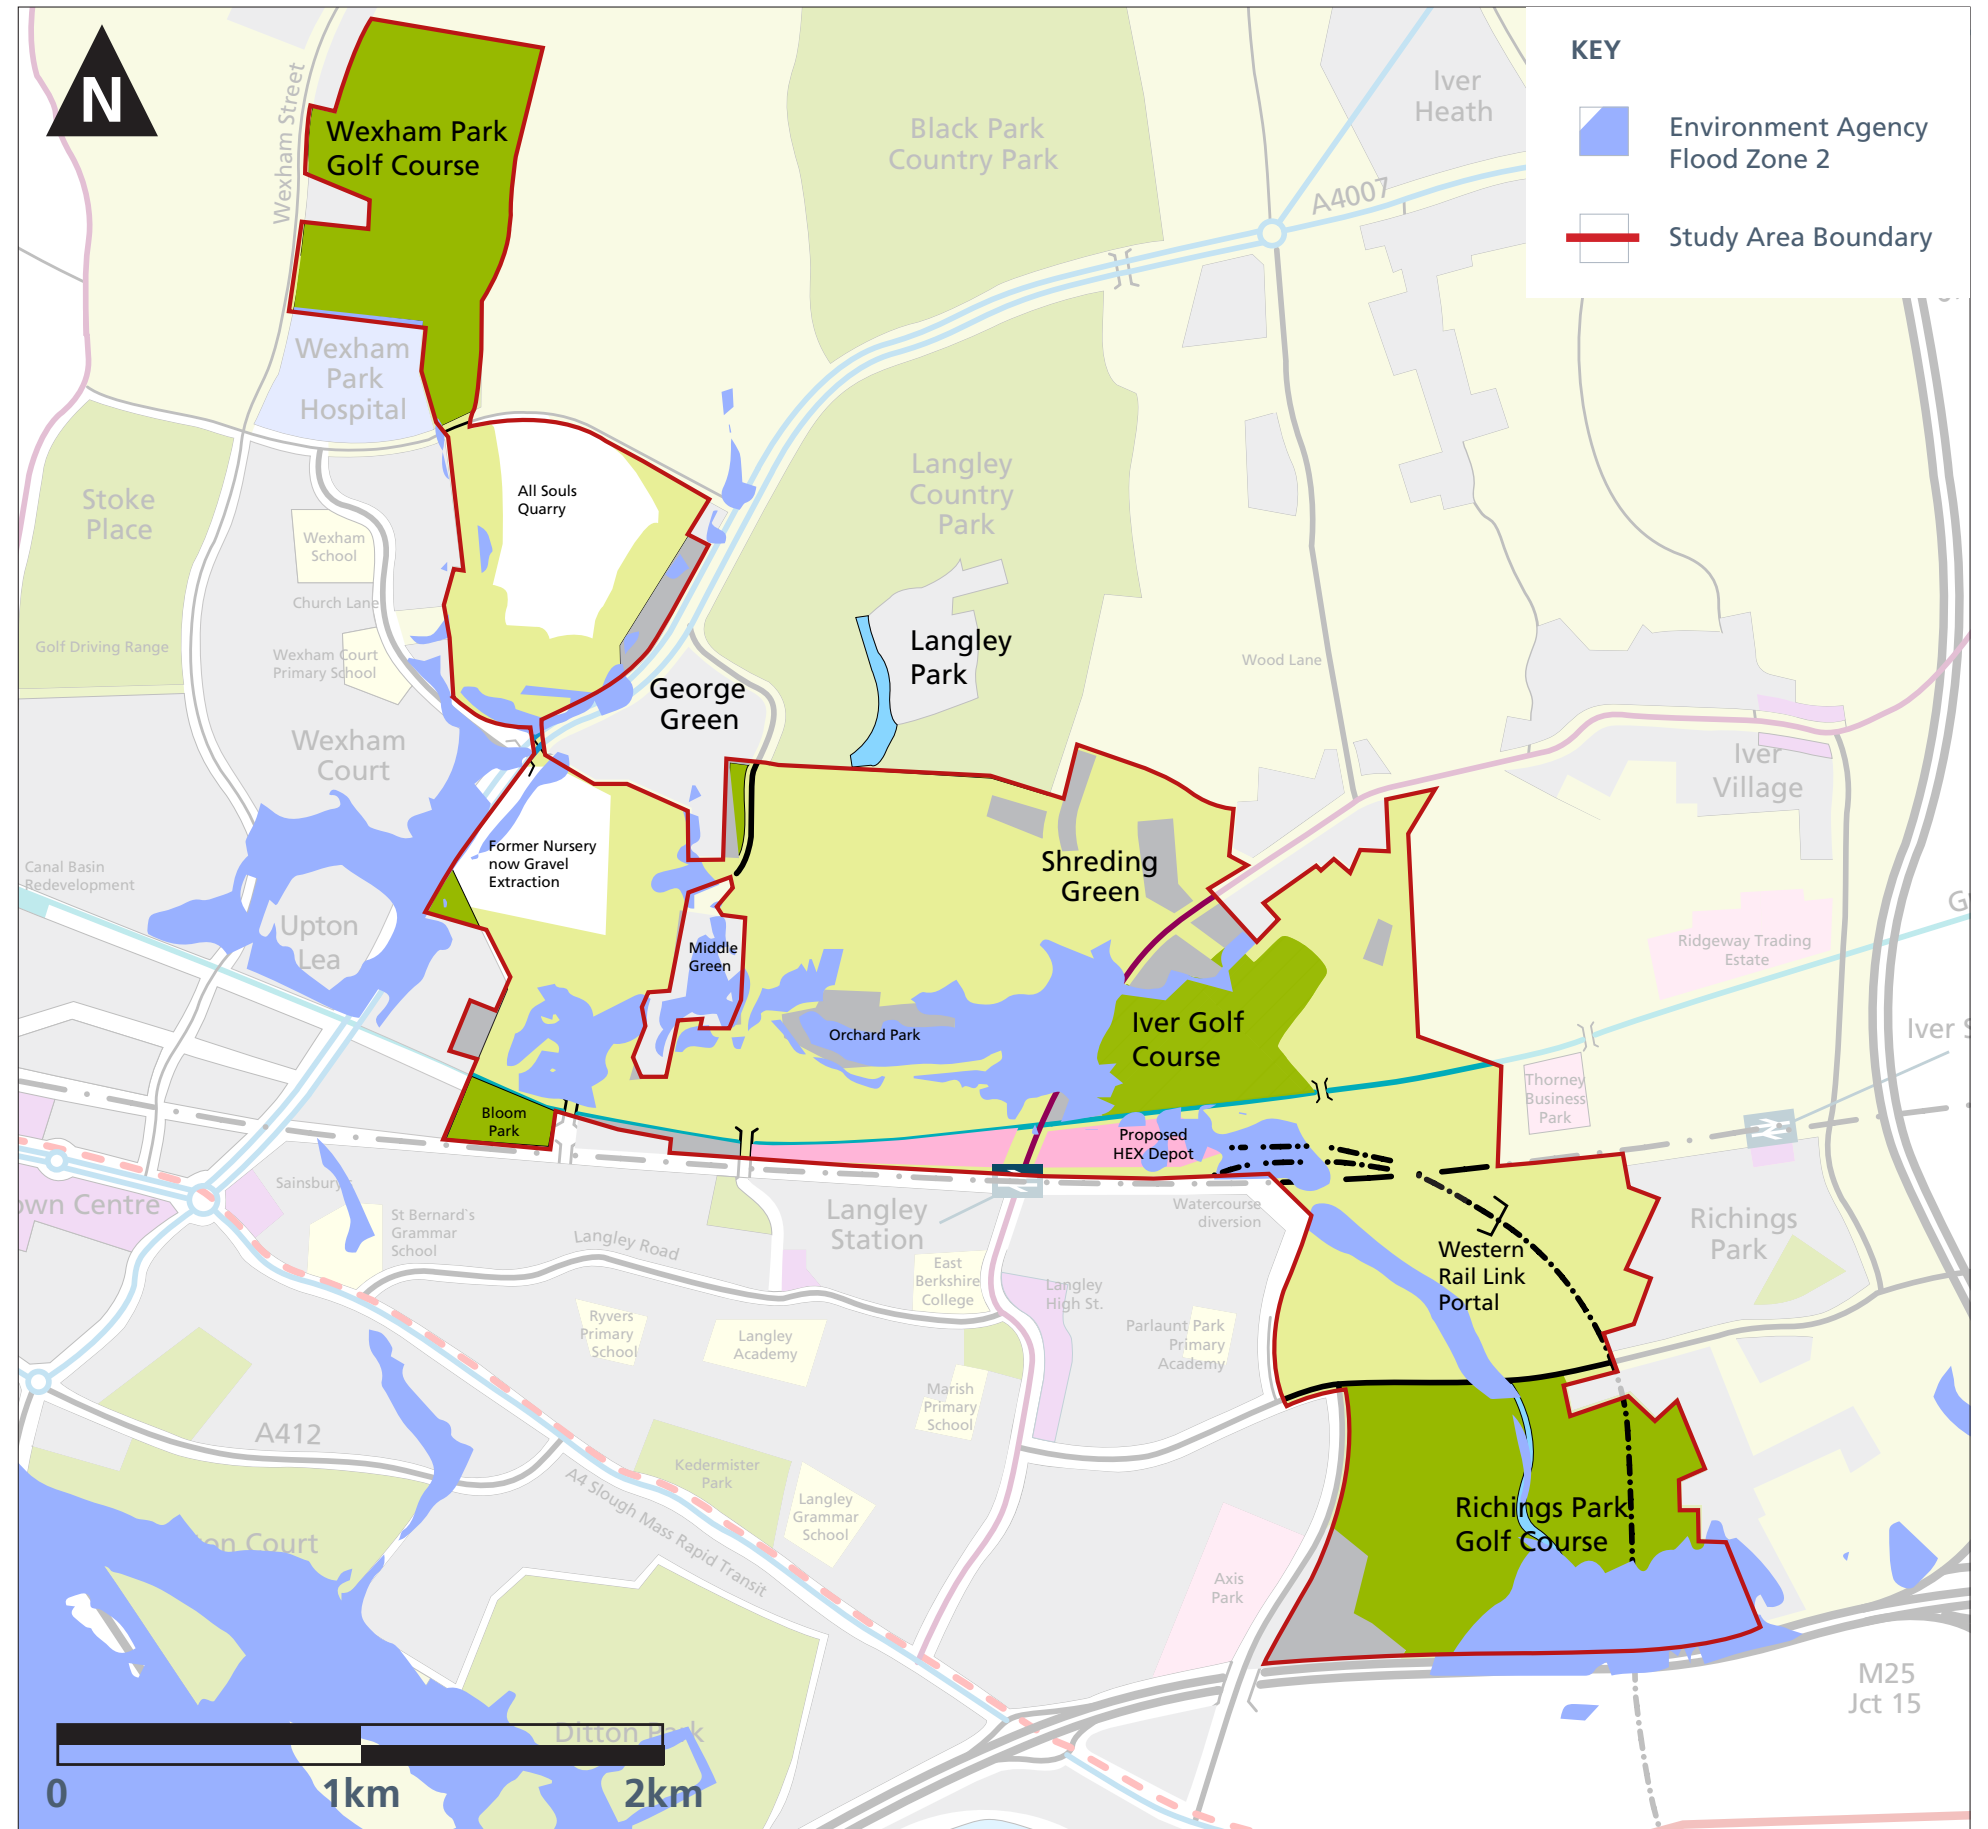 N
KEY
Environment Agency
Flood Zone 2
Study Area Boundary
Wexham Street
Wexham Park
Golf Course
Black Park
Country Park
Iver
Heath
A4007
Wexham
Park
Hospital
Stoke
Place
All Souls
Quarry
Langley
Country
Park
Wexham
School
Church Lane
Golf Driving Range
Wexham Court
Primary School
Langley
Park
Wood Lane
George
Green
Wexham
Court
Iver
Village
Former Nursery
now Gravel
Extraction
Shreding
Green
Canal Basin
Redevelopment
Upton
Lea
Middle
Green
Ridgeway Trading
Estate
G
Orchard Park
Iver Golf
Course
Iver S
Thorney
Business
Park
Bloom
Park
Proposed
HEX Depot
own Centre
Sainsbury's
St Bernard`s
Grammar
School
Langley Road
Langley
Station
Watercourse
diversion
Richings
Park
Western
Rail Link
Portal
East
Berkshire
College
Langley
High St.
Ryvers
Primary
School
Langley
Academy
Parlaunt Park
Primary
Academy
Marish
Primary
School
A412
Kedermister
Park
A4 Slough Mass Rapid Transit
Langley
Grammar
School
Richings Park
Golf Course
on Court
Axis
Park
M25
Jct 15
Ditton Park
0
1km
2km